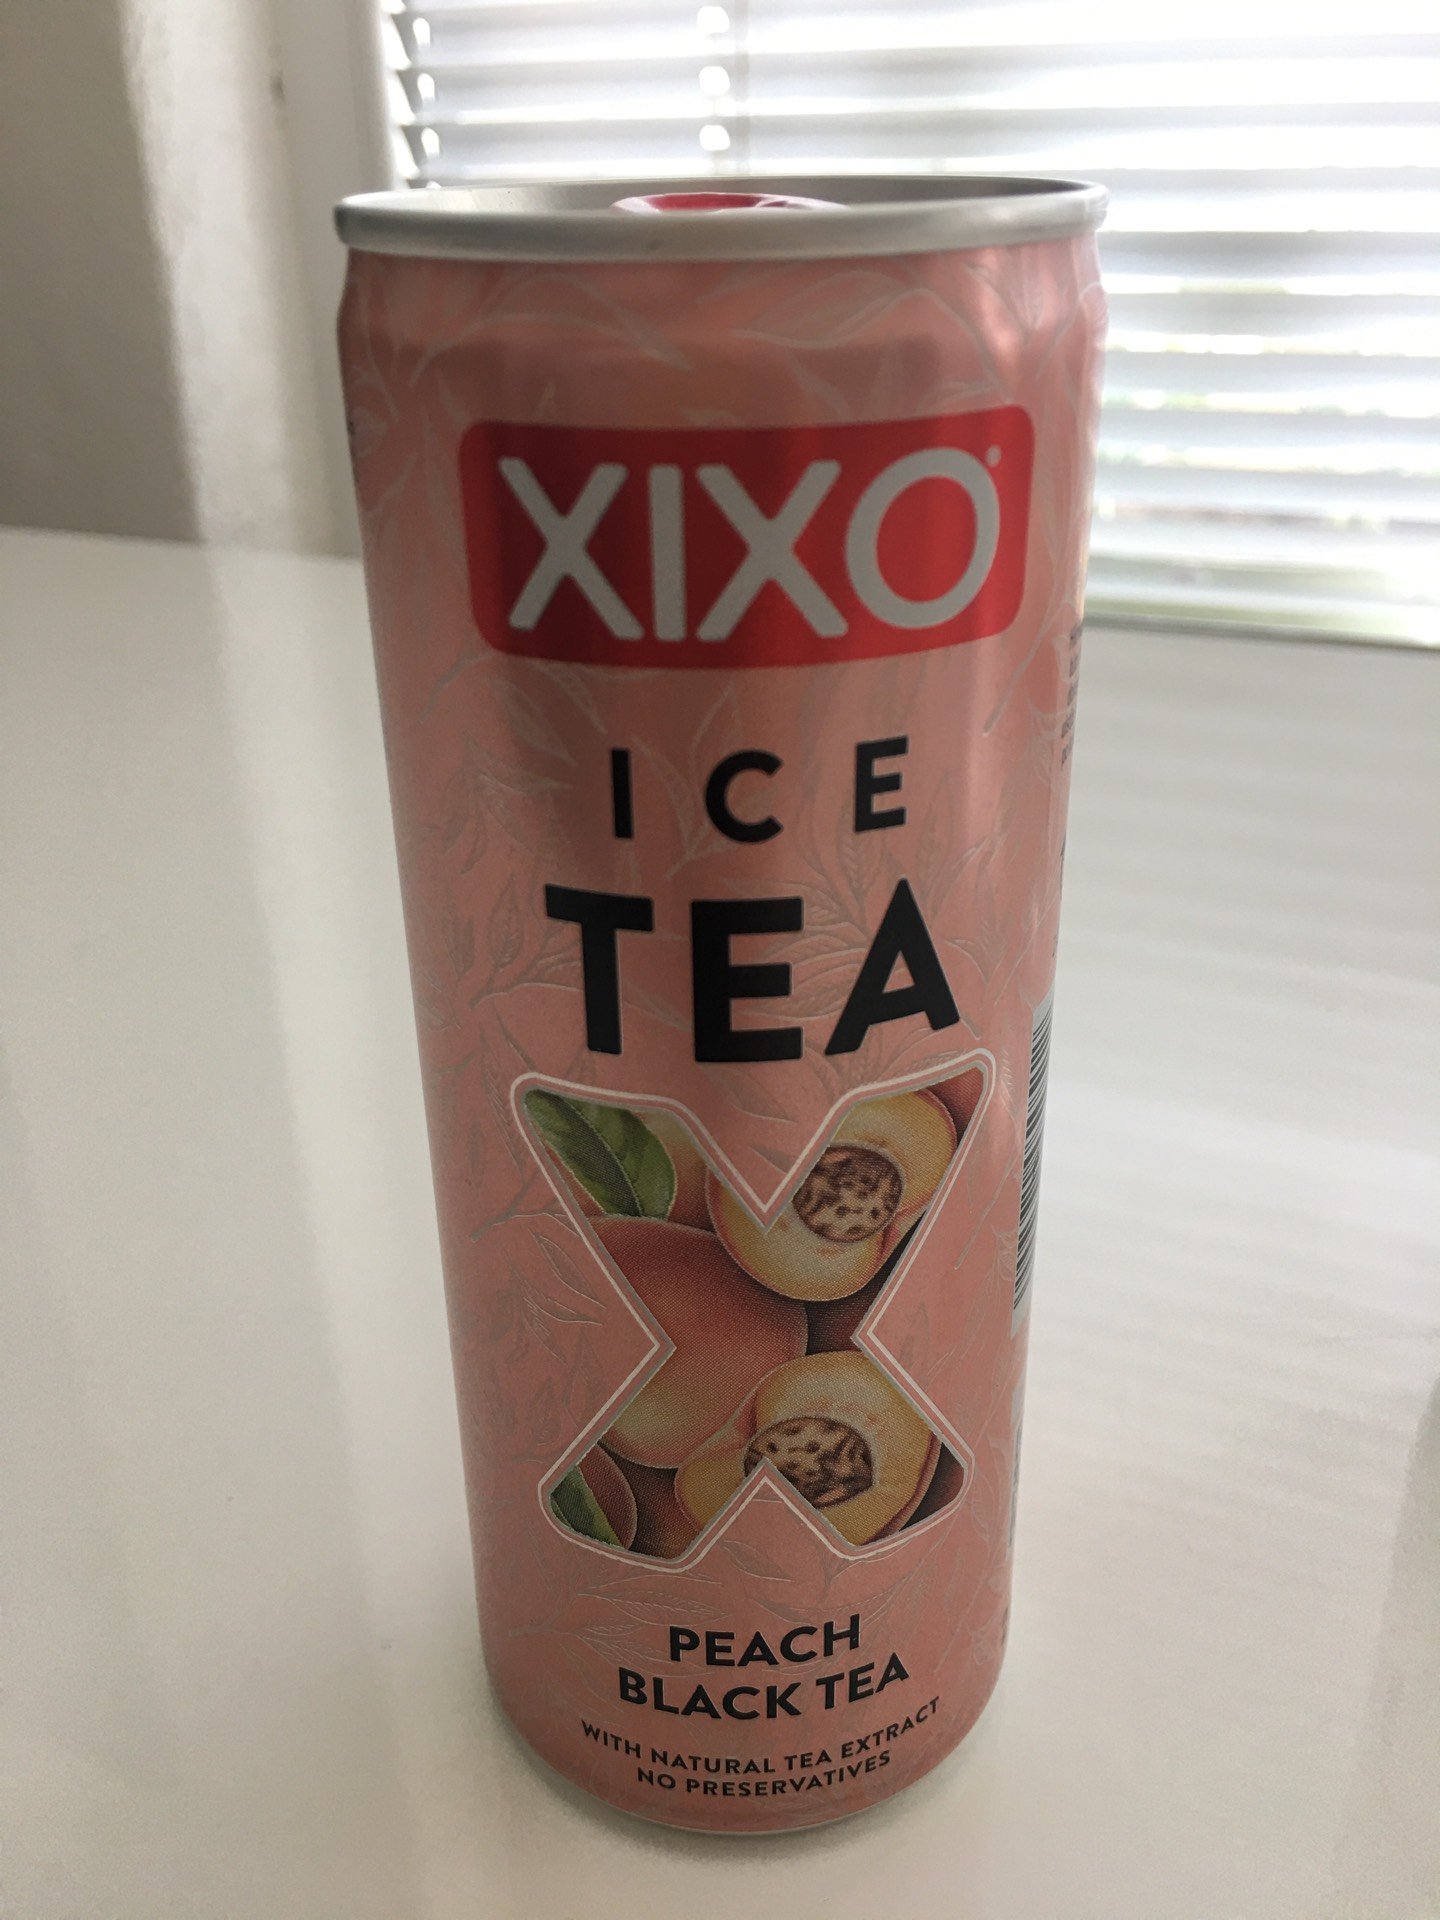 XIXO
ICE
TEA
PEACH
BLACK TEA
WITH NATURAL TEA EXTRACT
NO PRESERVATIVES